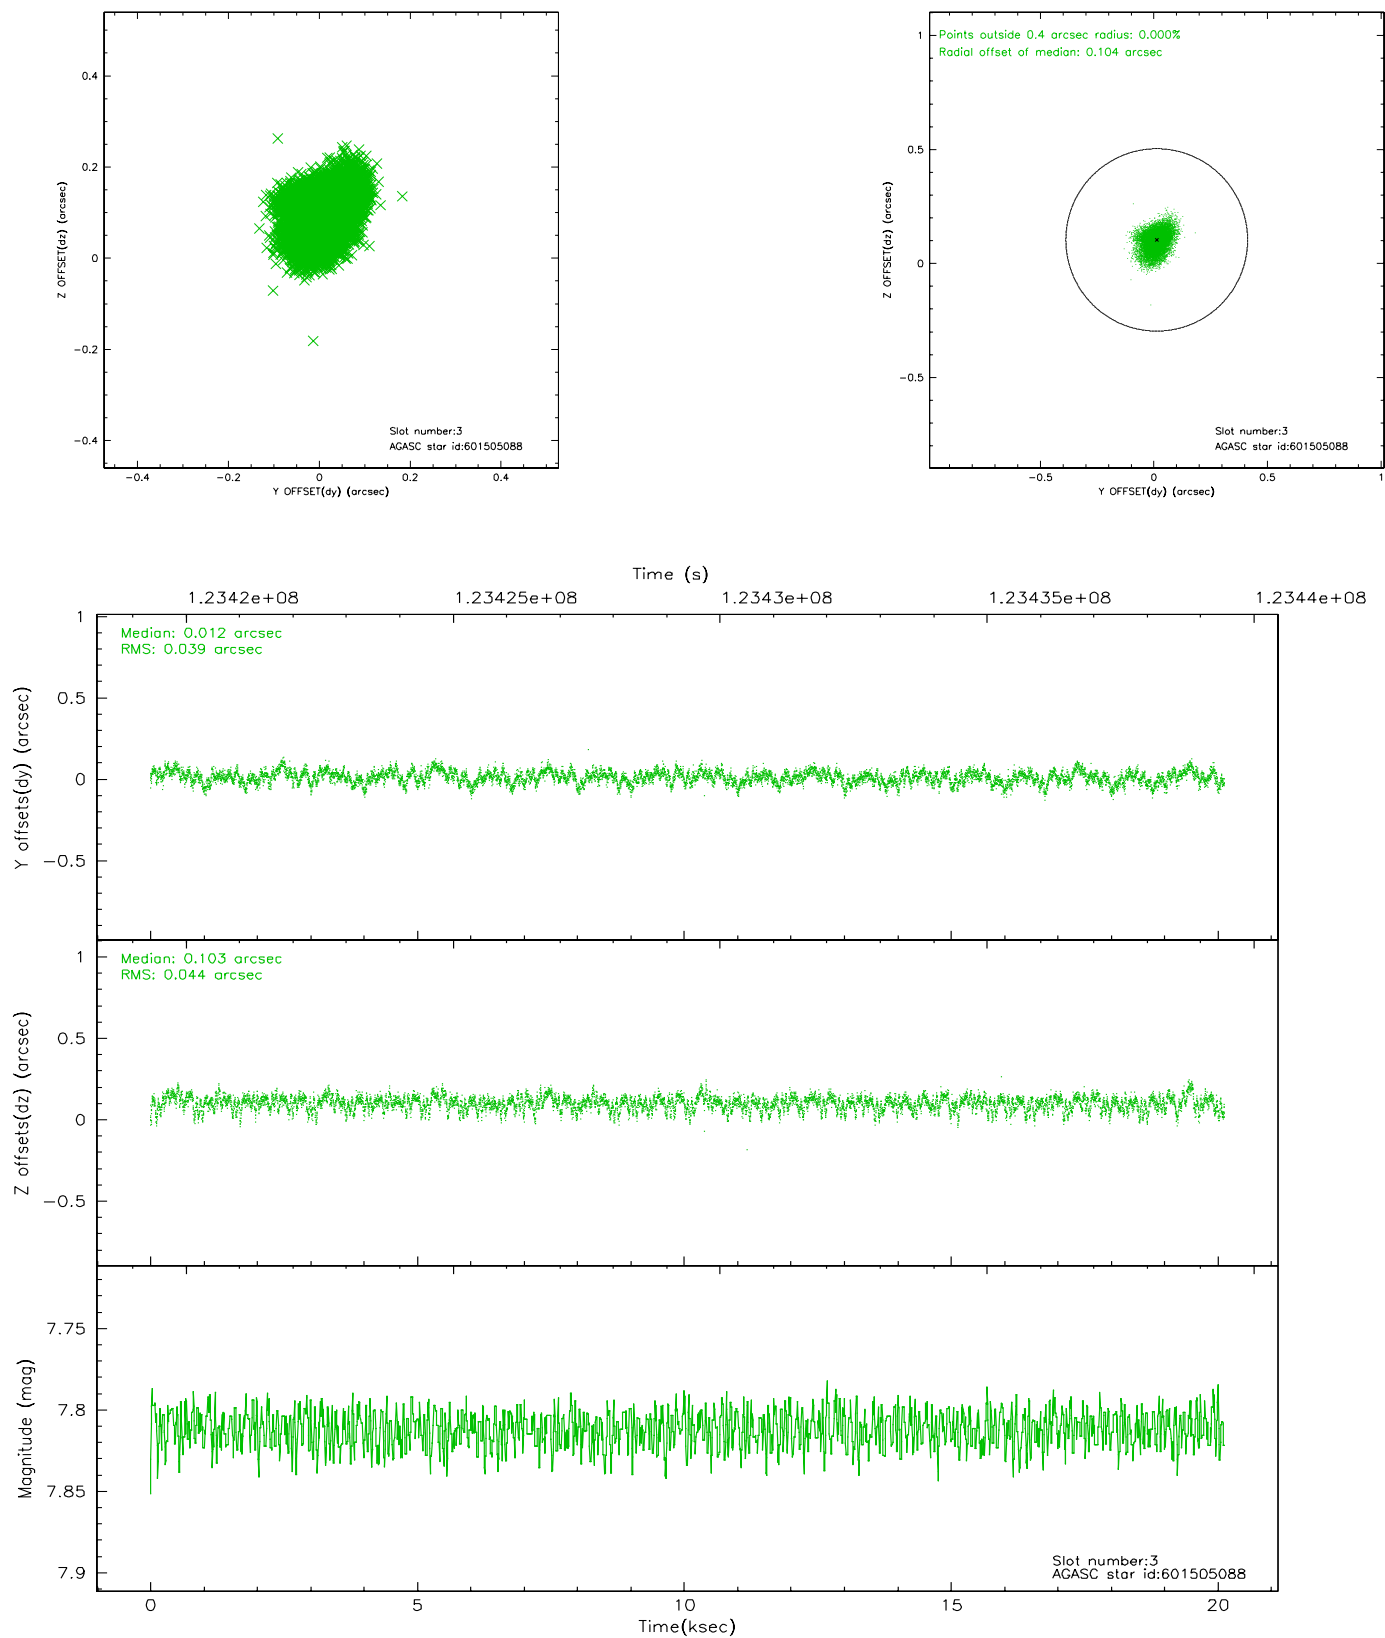 0.4
0.2
0
−0.2
−0.4
Z OFFSET(dz) (arcsec)
Slot number:3
AGASC star id:601505088
−0.4 −0.2 0 0.2 0.4
Y OFFSET(dy) (arcsec)
Points outside 0.4 arcsec radius: 0.000%
Radial offset of median: 0.104 arcsec
1
0.5
0
−0.5
Z OFFSET(dz) (arcsec)
Slot number:3
AGASC star id:601505088
−0.5 0 0.5 1
Y OFFSET(dy) (arcsec)
Time (s)
1.2342e+08 1.23425e+08 1.2343e+08 1.23435e+08 1.2344e+08
Median: 0.012 arcsec
RMS: 0.039 arcsec
1
0.5
0
−0.5
Y offsets(dy) (arcsec)
Median: 0.103 arcsec
RMS: 0.044 arcsec
1
0.5
0
−0.5
Z offsets(dz) (arcsec)
7.75
7.8
7.85
7.9
Magnitude (mag)
Slot number:3
AGASC star id:601505088
0 5 10 15 20
Time(ksec)